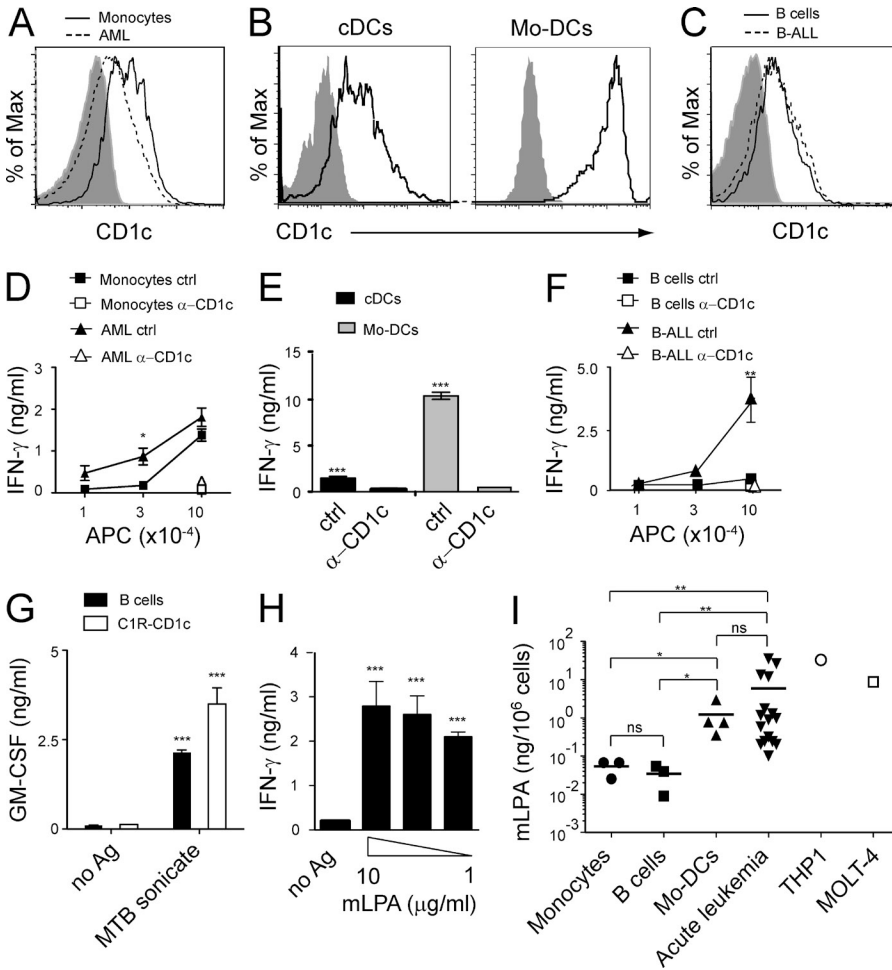 A
Monocytes
AML
% of Max
CD1c
B
cDCs
Mo-DCs
% of Max
CD1c
C
B cells
B-ALL
% of Max
CD1c
D
Monocytes ctrl
Monocytes α–CD1c
AML ctrl
AML α–CD1c
IFN-γ (ng/ml)
3
2
1
0
*
1
3
10
APC (x10-4)
E
cDCs
Mo-DCs
IFN-γ (ng/ml)
15
10
5
0
***
***
ctrl
α–CD1c
ctrl
α–CD1c
F
B cells ctrl
B cells α–CD1c
B-ALL ctrl
B-ALL α–CD1c
IFN-γ (ng/ml)
5.0
2.5
0
**
1
3
10
APC (x10-4)
G
B cells
C1R-CD1c
GM-CSF (ng/ml)
5
2.5
0
***
***
no Ag
MTB sonicate
H
IFN-γ (ng/ml)
4
3
2
1
0
***
***
***
no Ag
10
1
mLPA (μg/ml)
I
mLPA (ng/10⁶ cells)
10²
10¹
10⁰
10⁻¹
10⁻²
10⁻³
**
**
ns
*
*
ns
Monocytes
B cells
Mo-DCs
Acute leukemia
THP1
MOLT-4